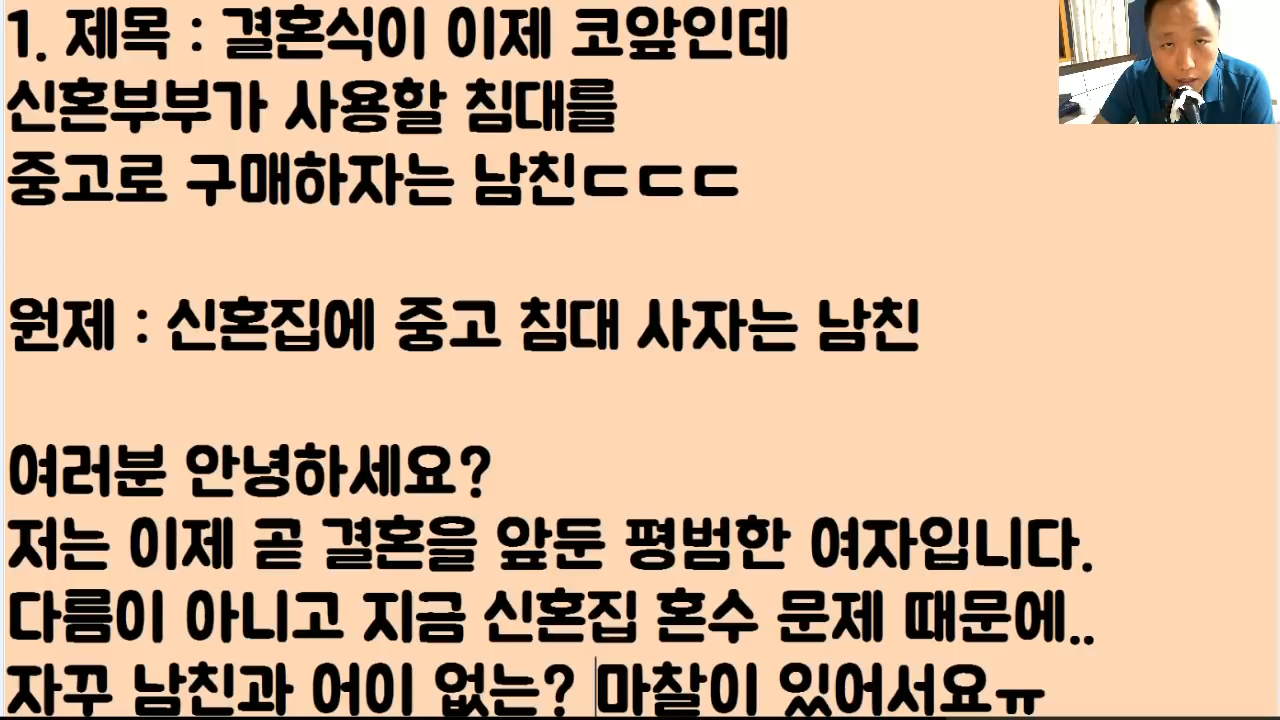 1. 제목 : 결혼식이 이제 코앞인데
신혼부부가 사용할 침대를
중고로 구매하자는 남친ㄷㄷㄷ
원제 : 신혼집에 중고 침대 사자는 남친
여러분 안녕하세요?
저는 이제 곧 결혼을 앞둔 평범한 여자입니다.
다름이 아니고 지금 신혼집 혼수 문제 때문에..
자꾸 남친과 어이 없는? 마찰이 있어서요ㅠ